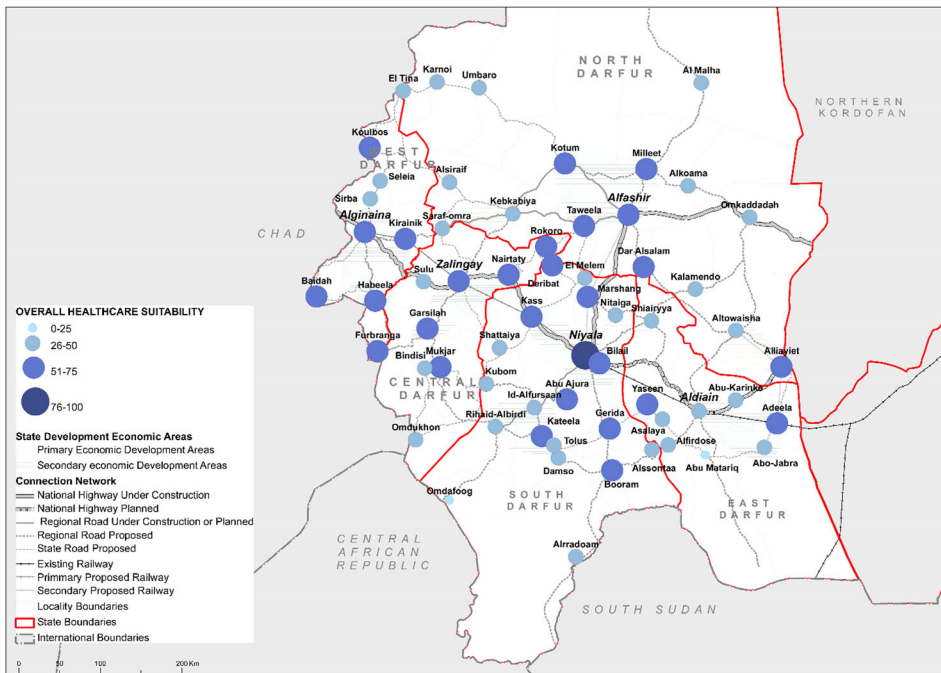 NORTH
DARFUR
Karnoi
El Tina
Umbaro
Al Malha
NORTHERN
KORDOFAN
Koulbos
WEST
DARFUR
Kotum
Milleet
Seleia
Alsiraif
Alkoama
Sirba
Kebkabiya
Alfashir
Omkaddadah
Alginaina
Kirainik
Saraf-omra
Taweela
CHAD
Rokoro
Zalingay
Nairtaty
El Melem
Dar Alsalam
Sulu
Deribat
Kalamendo
Baidah
Habeela
Marshang
Kass
Nitaiga
Shiairyya
Garsilah
Altowaisha
Furbranga
Shattaiya
Niyala
Bindisi
Mukjar
Bilail
Alliayiet
CENTRAL
DARFUR
Kubom
Abu Ajura
Yaseen
Abu-Karinka
Id-Alfursaan
Aldiain
Rihaid-Albirdi
Kateela
Gerida
Adeela
Omdukhon
Asalaya
Tolus
Alfirdose
Damso
Alssontaa
Abu Matariq
Abo-Jabra
Booram
Omdafoog
SOUTH
DARFUR
EAST
DARFUR
CENTRAL
AFRICAN
REPUBLIC
Alrradoam
SOUTH SUDAN
OVERALL HEALTHCARE SUITABILITY
0-25
26-50
51-75
76-100
State Development Economic Areas
Primary Economic Development Areas
Secondary economic Development Areas
Connection Network
National Highway Under Construction
National Highway Planned
Regional Road Under Construction or Planned
Regional Road Proposed
State Road Proposed
Existing Railway
Primmary Proposed Railway
Secondary Proposed Railway
Locality Boundaries
State Boundaries
International Boundaries
0 50 100 200 Km